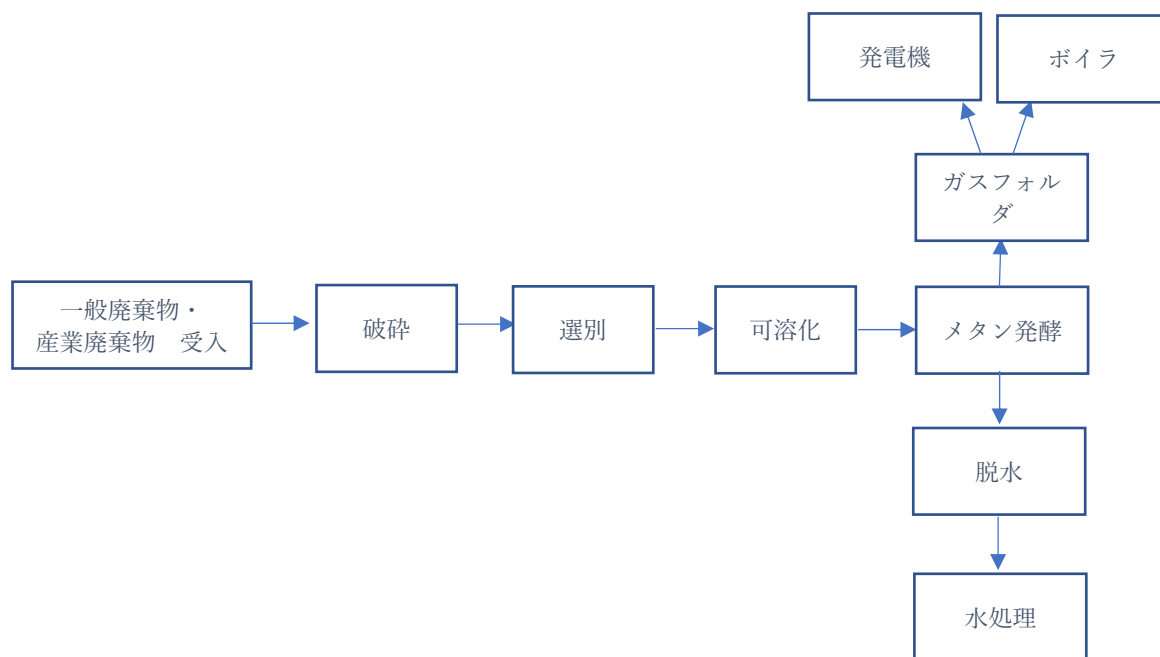 発電機
ボイラ
ガスフォル
ダ
一般廃棄物・
産業廃棄物　受入
破砕
選別
可溶化
メタン発酵
脱水
水処理